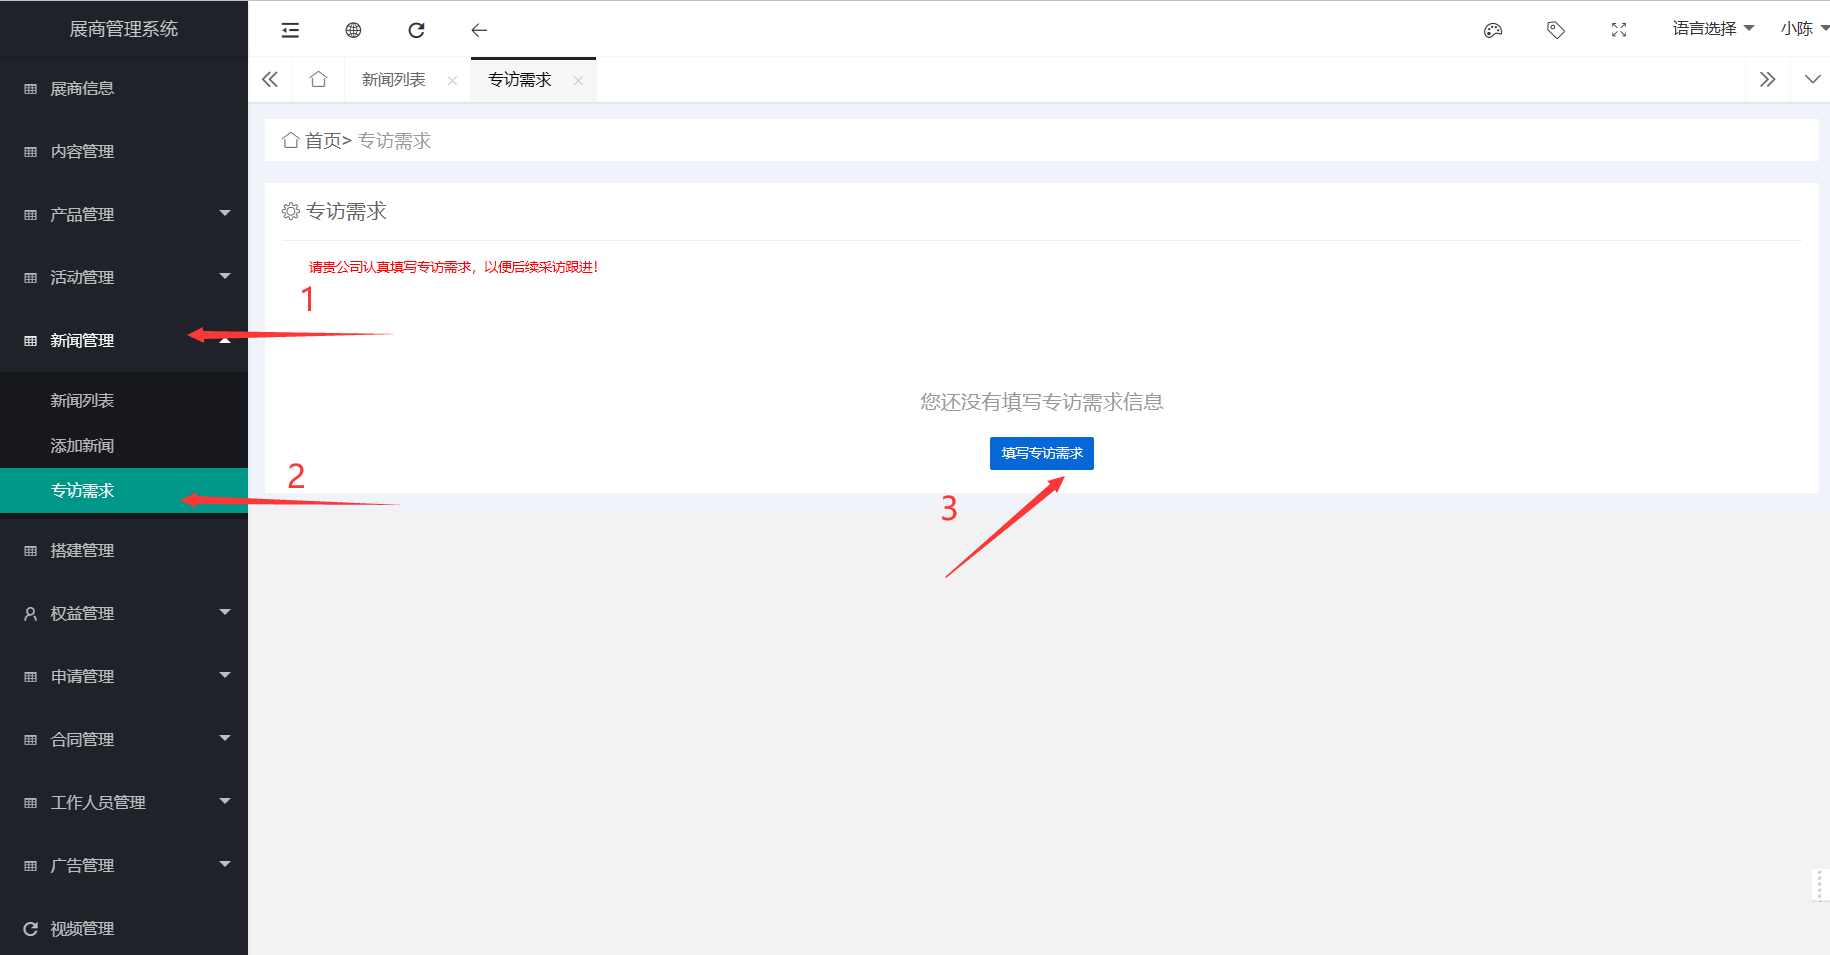 展商管理系统
语言选择
小陈
展商信息
内容管理
产品管理
活动管理
新闻管理
新闻列表
添加新闻
专访需求
搭建管理
权益管理
申请管理
合同管理
工作人员管理
广告管理
视频管理
新闻列表
专访需求
首页> 专访需求
专访需求
请贵公司认真填写专访需求，以便后续采访跟进！
1
您还没有填写专访需求信息
填写专访需求
2
3